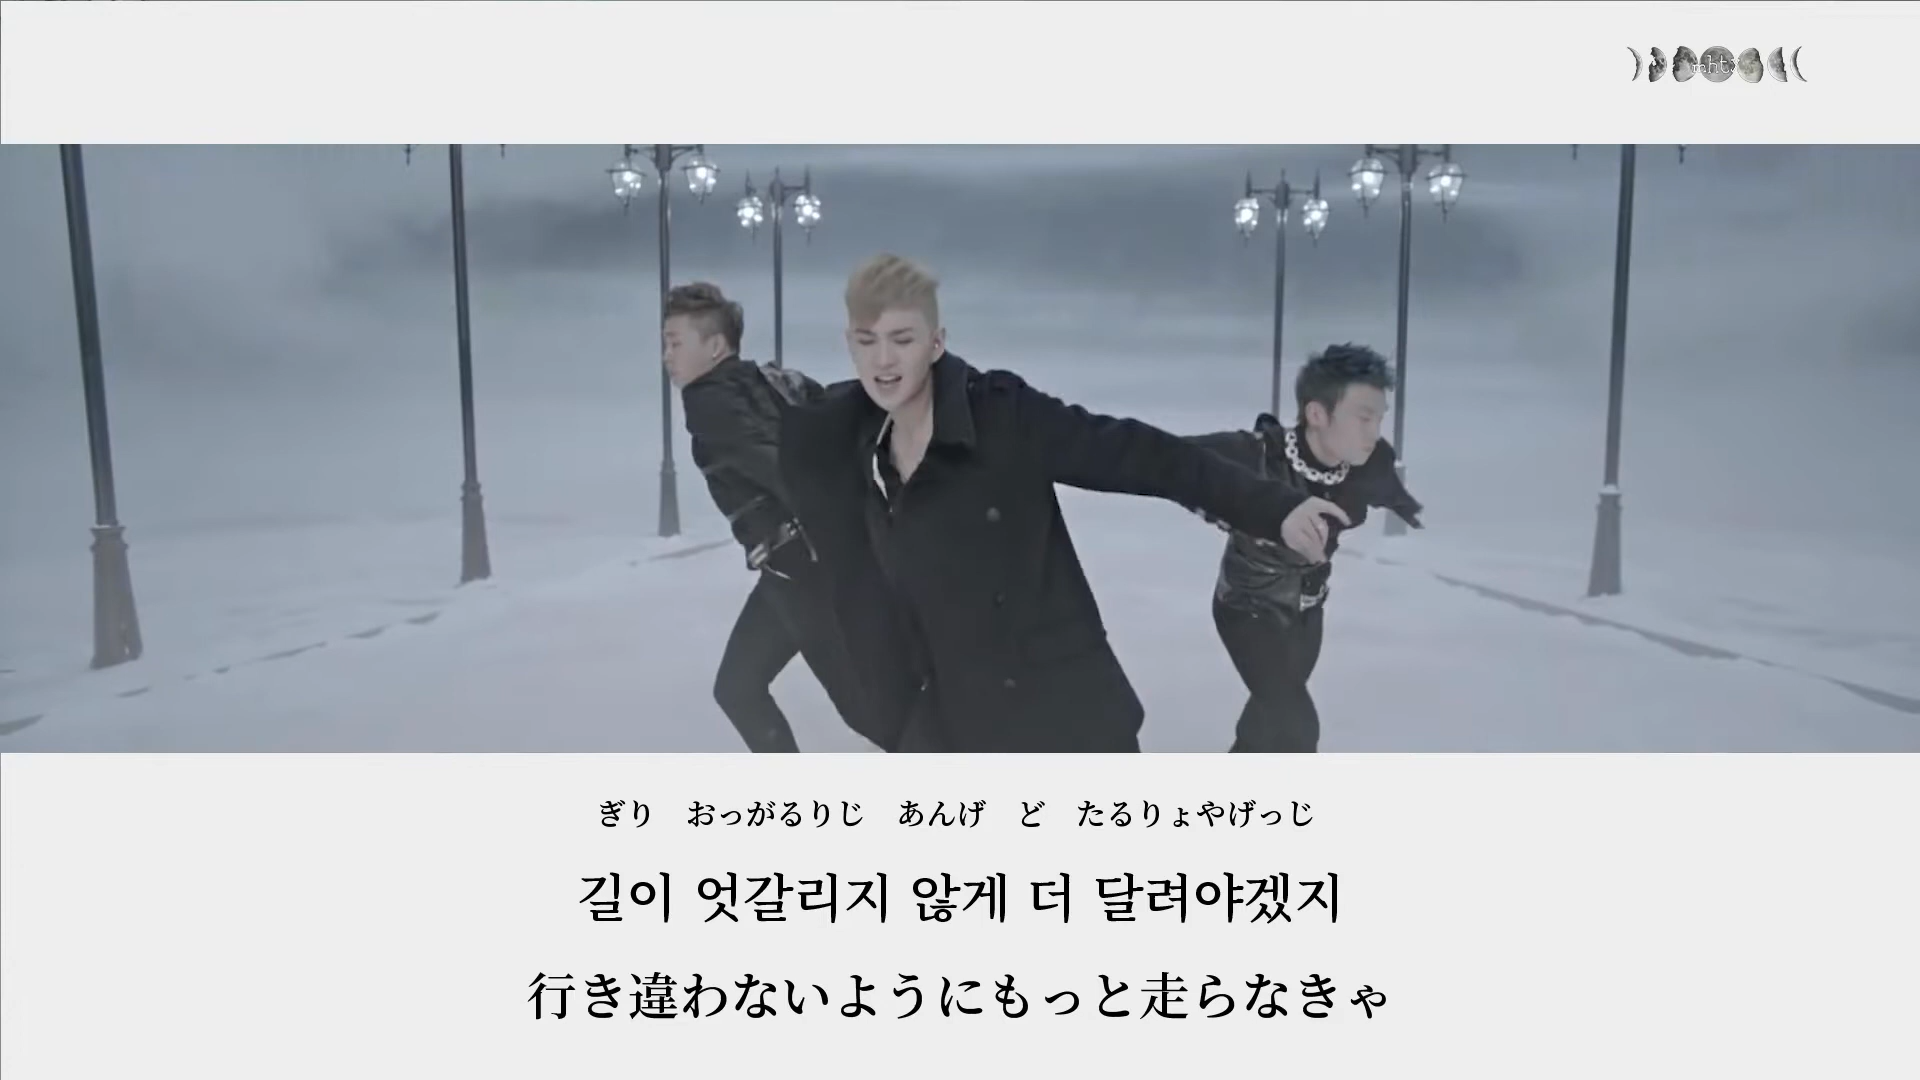 ぎり　おっがるりじ　あんげ　ど　たるりょやげっじ
길이 엇갈리지 않게 더 달려야겠지
行き違わないようにもっと走らなきゃ